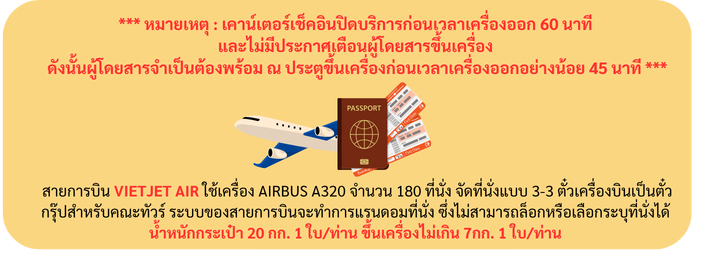 *** หมายเหตุ : เคาน์เตอร์เช็คอินปิดบริการก่อนเวลาเครื่องออก 60 นาที
และไม่มีประกาศเตือนผู้โดยสารขึ้นเครื่อง
ดังนั้นผู้โดยสารจำเป็นต้องพร้อม ณ ประตูขึ้นเครื่องก่อนเวลาเครื่องออกอย่างน้อย 45 นาที ***
PASSPORT
สายการบิน VIETJET AIR ใช้เครื่อง AIRBUS A320 จำนวน 180 ที่นั่ง จัดที่นั่งแบบ 3-3 ตั๋วเครื่องบินเป็นตั๋ว
กรุ๊ปสำหรับคณะทัวร์ ระบบของสายการบินจะทำการแรนดอมที่นั่ง ซึ่งไม่สามารถล็อกหรือเลือกระบุที่นั่งได้
น้ำหนักกระเป๋า 20 กก. 1 ใบ/ท่าน ขึ้นเครื่องไม่เกิน 7กก. 1 ใบ/ท่าน